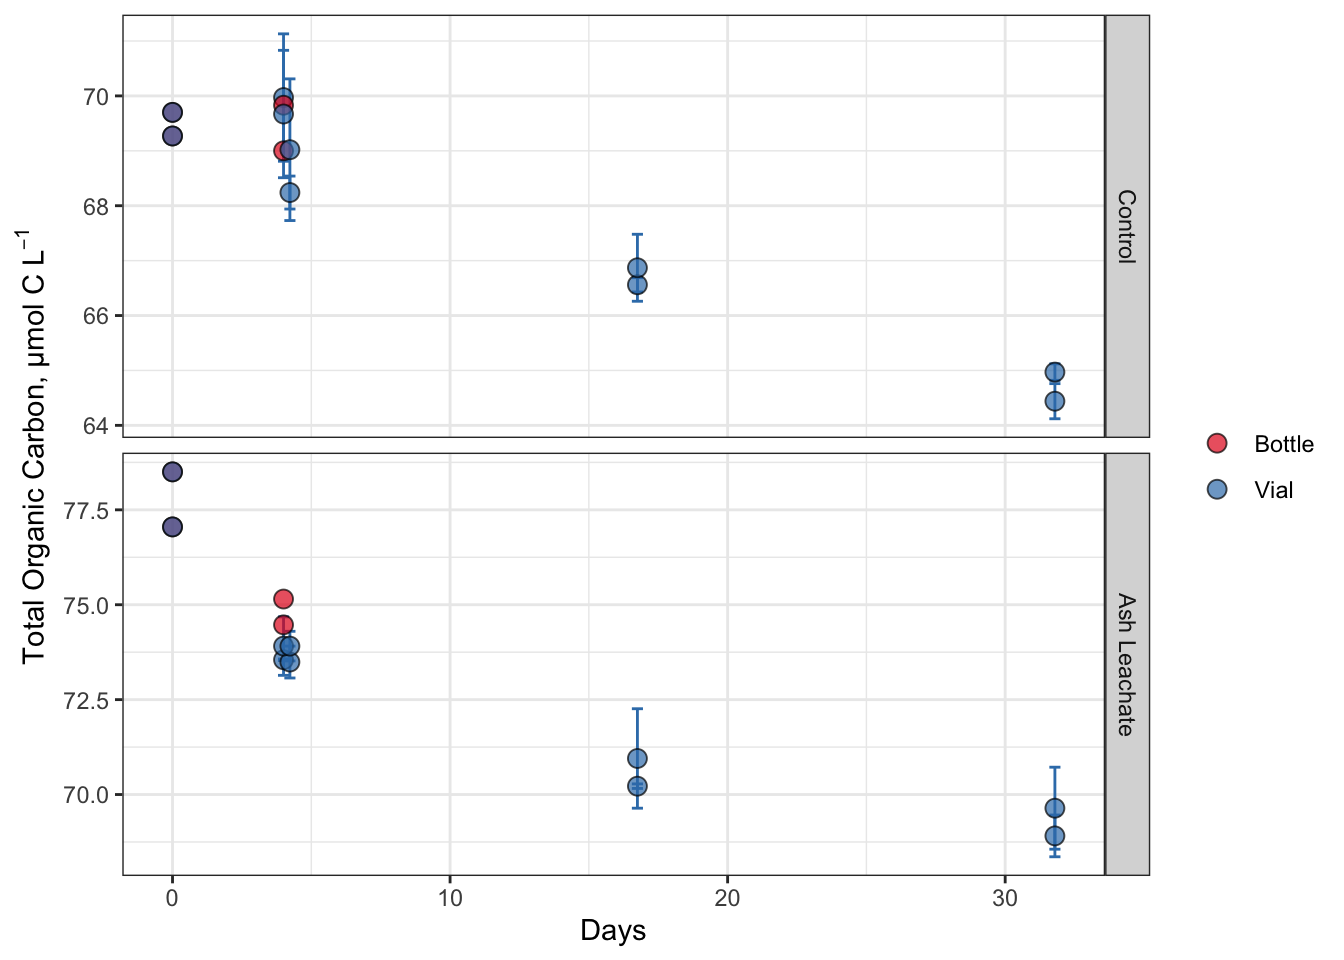 Total Organic Carbon, μmol C L⁻¹
70
68
66
64
Control
77.5
75.0
72.5
70.0
Ash Leachate
0
10
20
30
Days
Bottle
Vial